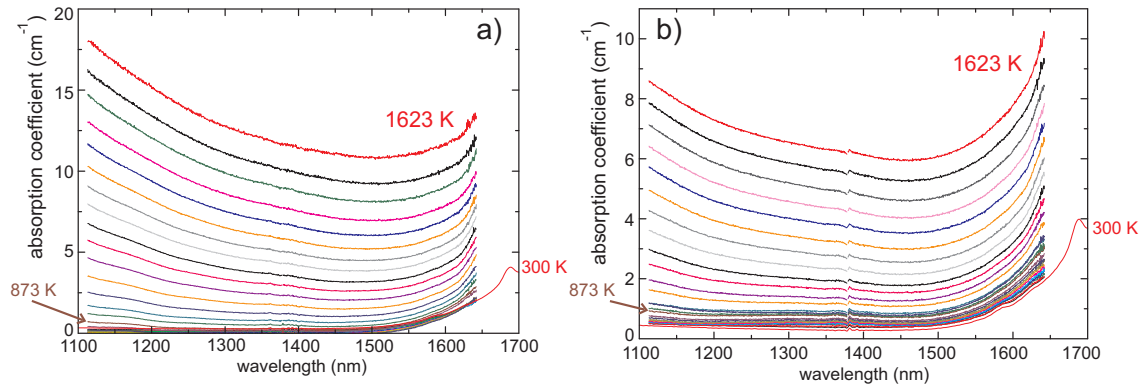 a)
absorption coefficient (cm⁻¹)
20
15
10
5
0
1623 K
873 K
300 K
1100 1200 1300 1400 1500 1600 1700
wavelength (nm)
b)
absorption coefficient (cm⁻¹)
10
8
6
4
2
0
1623 K
873 K
300 K
1100 1200 1300 1400 1500 1600 1700
wavelength (nm)